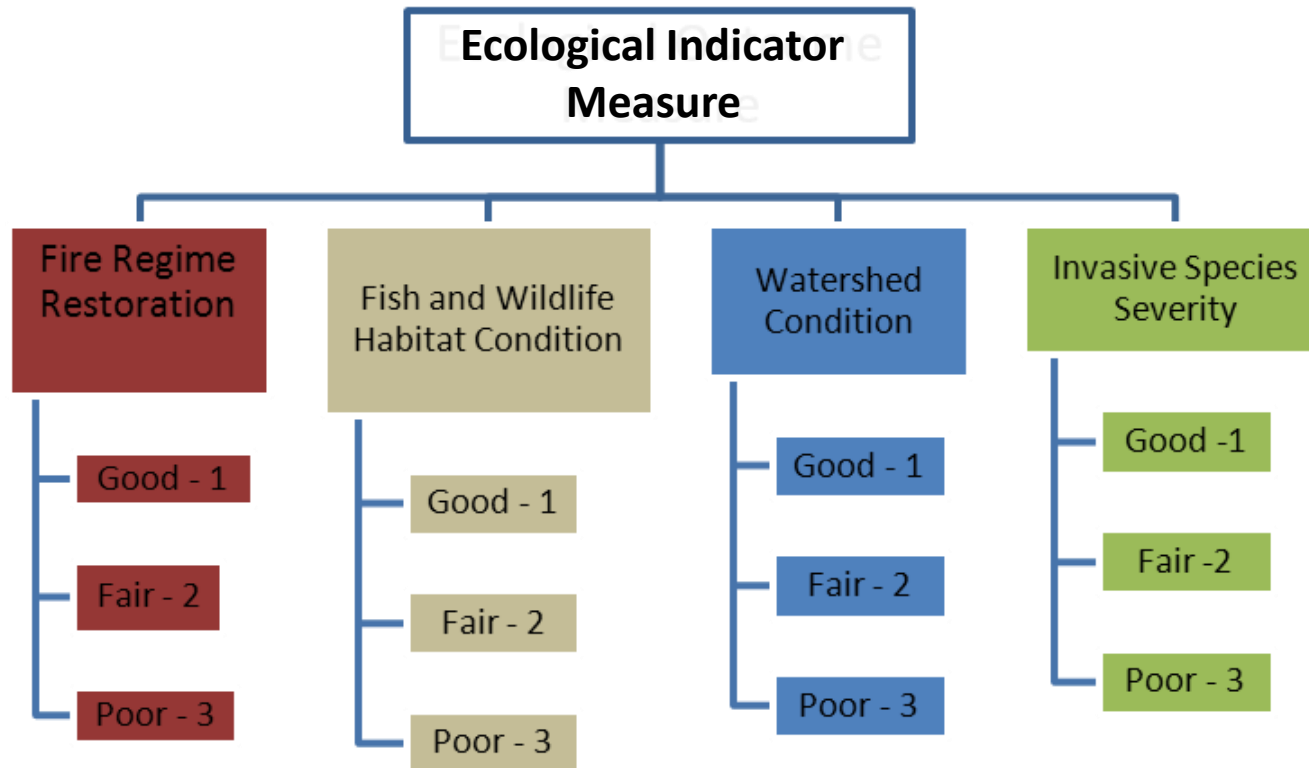 Ecological Indicator
Measure
Fire Regime
Restoration
Good - 1
Fair - 2
Poor - 3
Fish and Wildlife
Habitat Condition
Good - 1
Fair - 2
Poor - 3
Watershed
Condition
Good - 1
Fair - 2
Poor - 3
Invasive Species
Severity
Good -1
Fair -2
Poor - 3